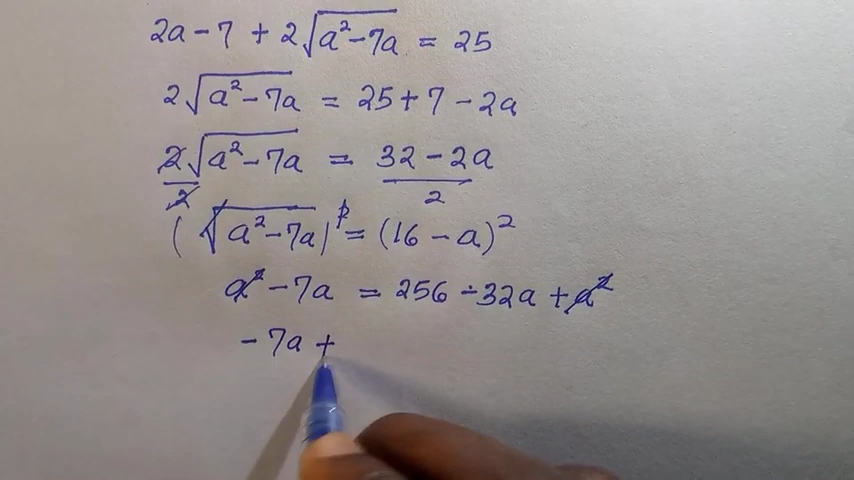 2a - 7 + 2√(a² - 7a) = 25
2√(a² - 7a) = 25 + 7 - 2a
2√(a² - 7a) / 2 = (32 - 2a) / 2
(√(a² - 7a))² = (16 - a)²
a² - 7a = 256 - 32a + a²
- 7a +